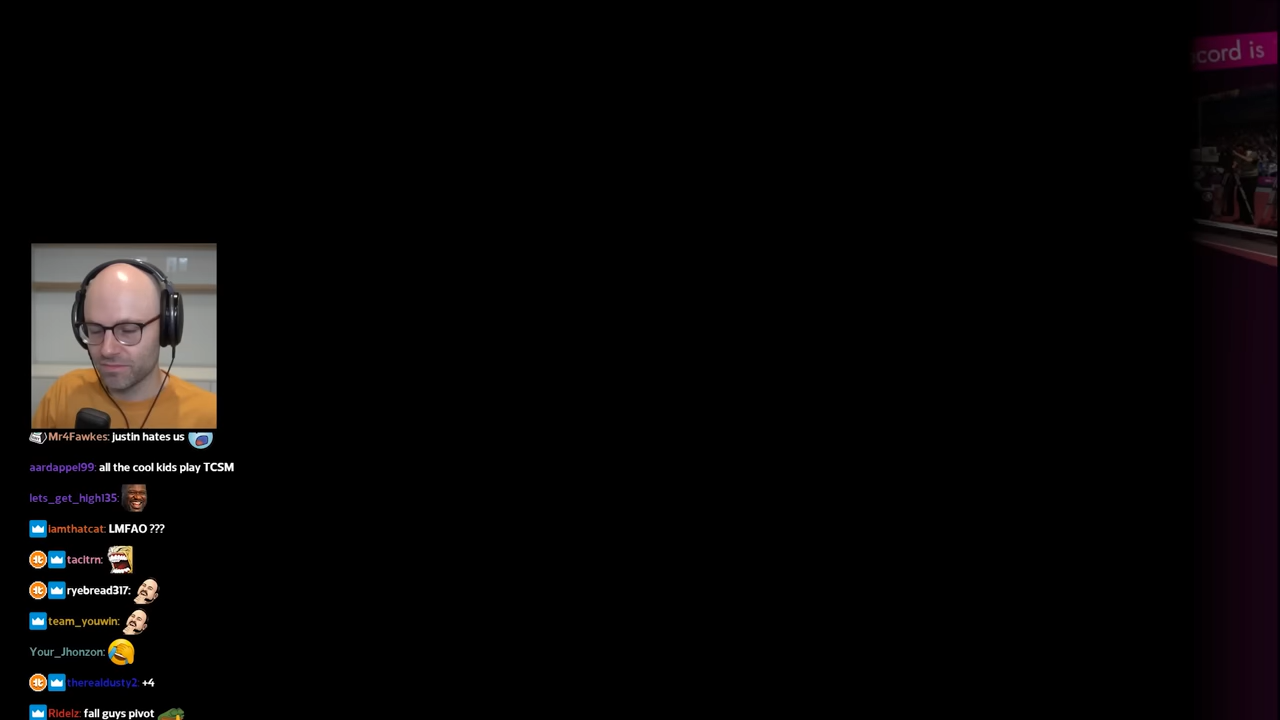 cord is
Mr4Fawkes: justin hates us
aardappel99: all the cool kids play TCSM
lets_get_high135:
Iamthatcat: LMFAO ???
tacltrn:
ryebread317:
team_youwin:
Your_Jhonzon:
therealdusty2: +4
Ridelz: fall guys pivot